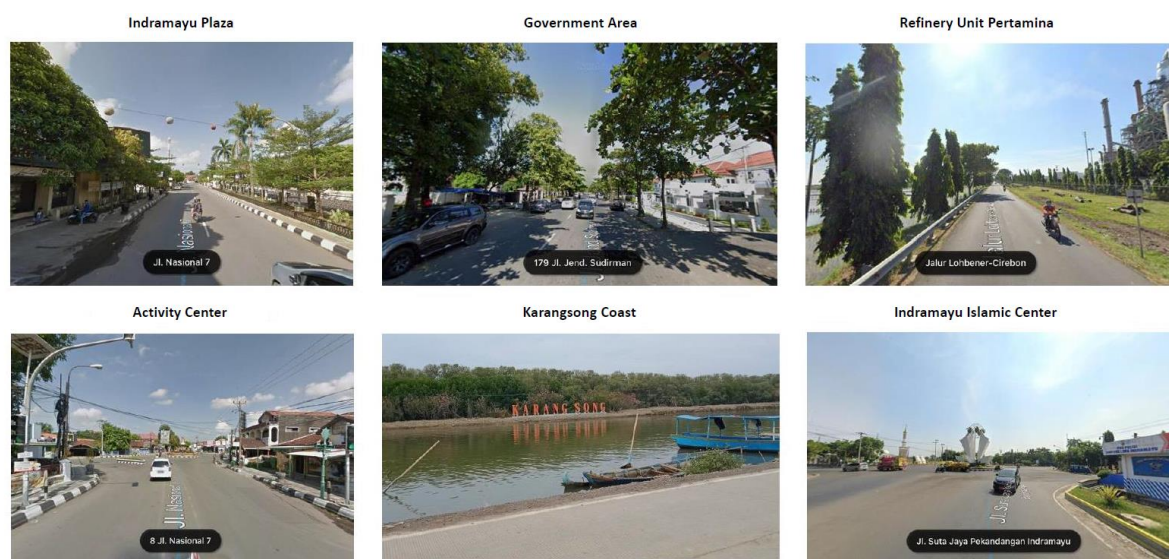 Indramayu Plaza
Government Area
Refinery Unit Pertamina
Jl. Nasional 7
179 Jl. Jend. Sudirman
Jalur Lohbener-Cirebon
Activity Center
Karangsong Coast
Indramayu Islamic Center
KARANG SONG
8 Jl. Nasional 7
Jl. Suta Jaya Pekandangan Indramayu